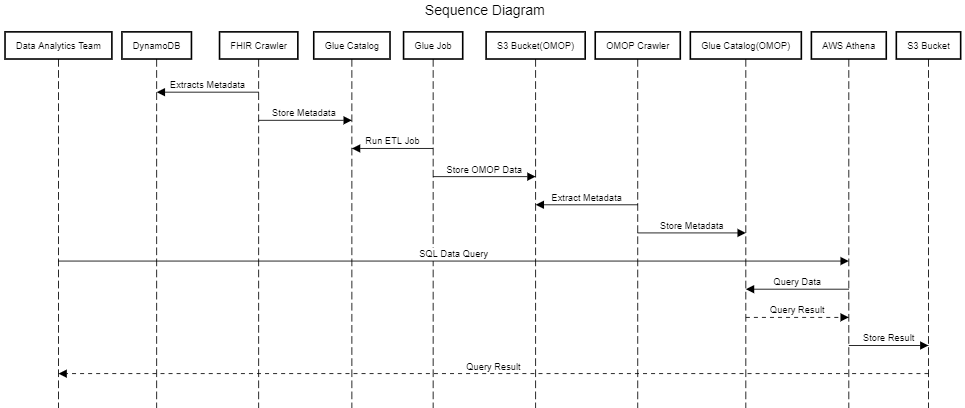 Sequence Diagram
Data Analytics Team
DynamoDB
FHIR Crawler
Glue Catalog
Glue Job
S3 Bucket(OMOP)
OMOP Crawler
Glue Catalog(OMOP)
AWS Athena
S3 Bucket
Extracts Metadata
Store Metadata
Run ETL Job
Store OMOP Data
Extract Metadata
Store Metadata
SQL Data Query
Query Data
Query Result
Store Result
Query Result